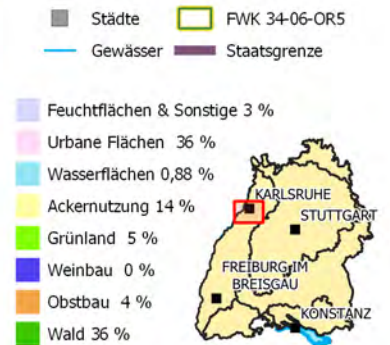 Städte
FWK 34-06-OR5
Gewässer
Staatsgrenze
Feuchtflächen & Sonstige 3 %
Urbane Flächen 36 %
Wasserflächen 0,88 %
Ackernutzung 14 %
Grünland 5 %
Weinbau 0 %
Obstbau 4 %
Wald 36 %
KARLSRUHE
STUTTGART
FREIBURG IM
BREISGAU
KONSTANZ